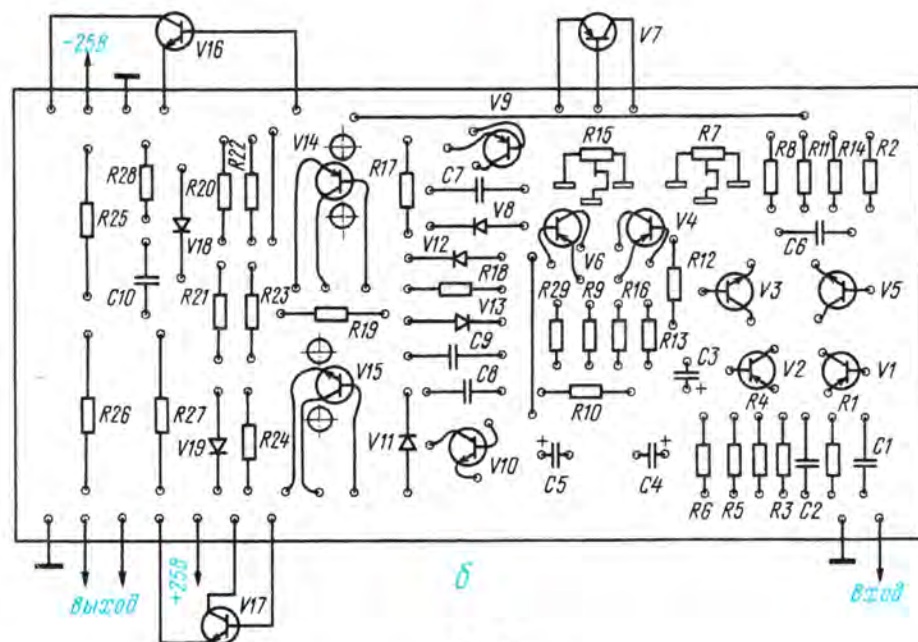 -25В
V16
V7
V9
R15
R7
R28
R20
R22
V14
R17
C7
R8
R11
R14
R2
R25
V18
V8
V4
C6
V12
V6
R12
C10
R21
R23
R18
R29
R9
R16
V3
V5
R19
V13
R13
C9
C3
V15
C8
V2
V1
R26
R27
R10
R4
R1
V19
R24
V11
V10
C5
C4
C1
R6
R5
R3
C2
выход
+25В
V17
б
вход